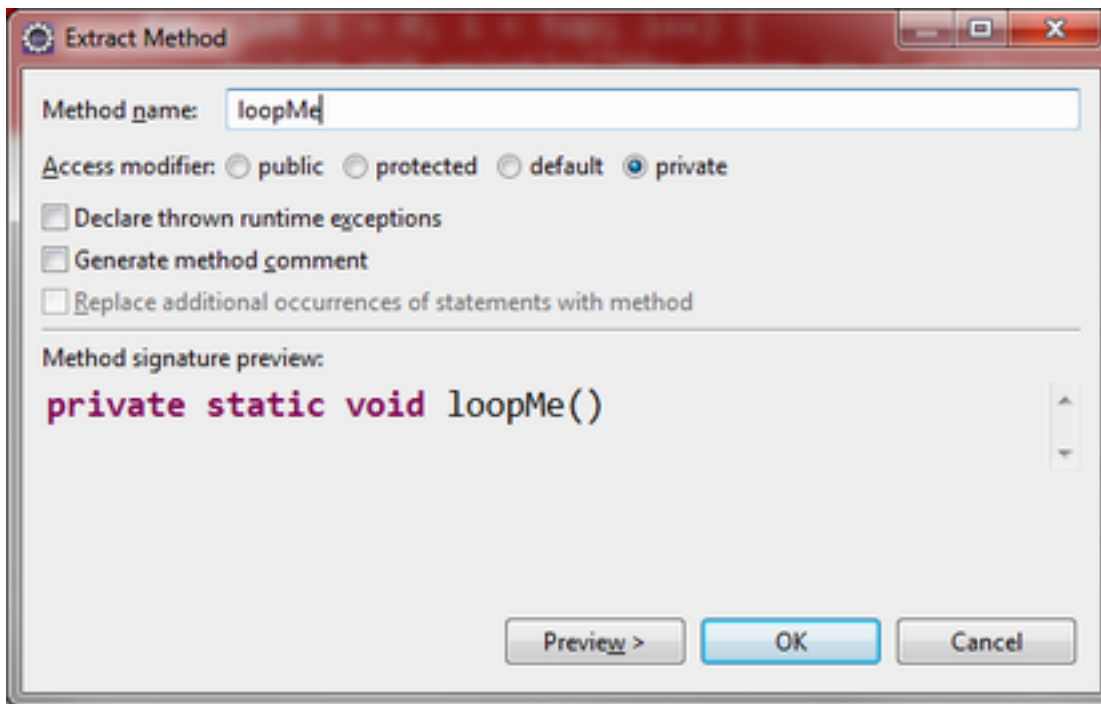 Extract Method
Method name: loopMe
Access modifier: public protected default private
Declare thrown runtime exceptions
Generate method comment
Replace additional occurrences of statements with method
Method signature preview:
private static void loopMe()
Preview > OK Cancel